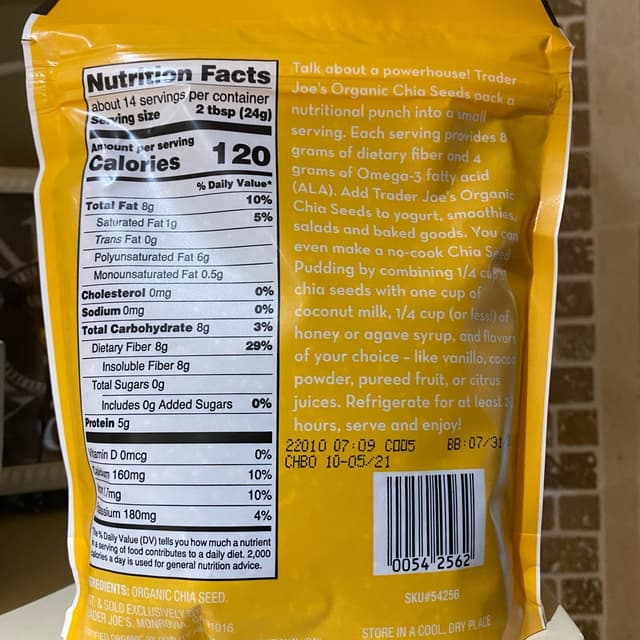 Nutrition Facts
about 14 servings per container
Serving size 2 tbsp (24g)
Amount per serving
Calories 120
% Daily Value*
Total Fat 8g 10%
Saturated Fat 1g 5%
Trans Fat 0g
Polyunsaturated Fat 6g
Monounsaturated Fat 0.5g
Cholesterol 0mg 0%
Sodium 0mg 0%
Total Carbohydrate 8g 3%
Dietary Fiber 8g 29%
Insoluble Fiber 8g
Total Sugars 0g
Includes 0g Added Sugars 0%
Protein 5g
Vitamin D 0mcg 0%
160mg 10%
10%
180mg 4%
% Daily Value (DV) tells you how much a nutrient
a serving of food contributes to a daily diet. 2,000
calories a day is used for general nutrition advice.
INGREDIENTS: ORGANIC CHIA SEED.
& SOLD EXCLUSIVELY
JOE'S, MONROVIA, 91016
Talk about a powerhouse! Trader
Joe's Organic Chia Seeds pack a
nutritional punch into a small
serving. Each serving provides 8
grams of dietary fiber and 4
grams of Omega-3 fatty acid
(ALA). Add Trader Joe's Organic
Chia Seeds to yogurt, smoothies,
salads and baked goods. You can
even make a no-cook Chia Seed
Pudding by combining 1/4 cup
chia seeds with one cup of
coconut milk, 1/4 cup (or less!) of
honey or agave syrup, and flavors
of your choice – like vanilla, cocoa
powder, pureed fruit, or citrus
juices. Refrigerate for at least
hours, serve and enjoy!
22010 07:09 C005 BB:07/31
CHBO 10-05/21
0054 2562
SKU#54256
STORE IN A COOL, DRY PLACE